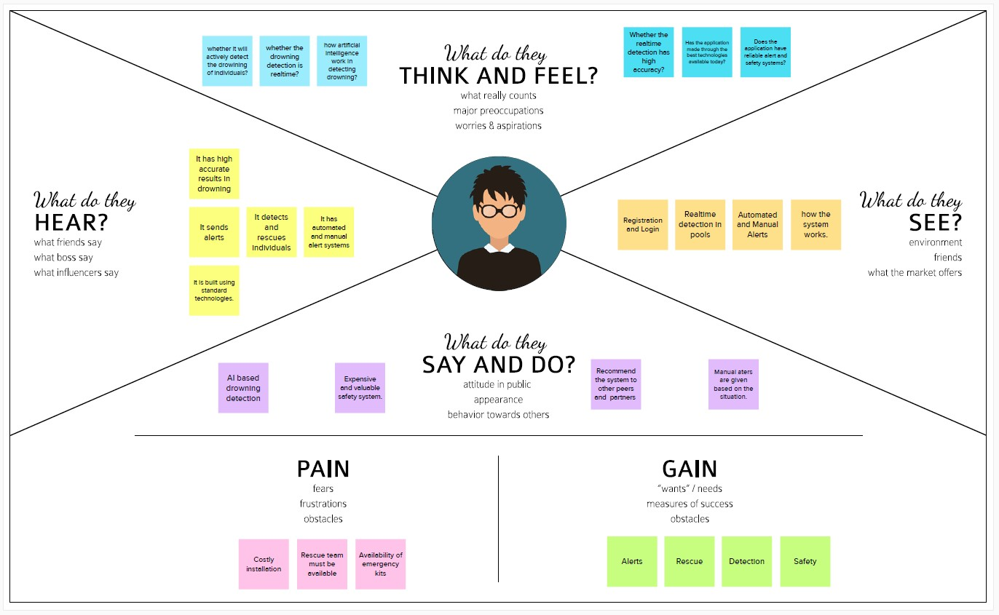 whether it will
actively detect
the drowining
of individuals?
whether the
drowning
detection is
realtime?
how artificial
intelligence
work in
detecting
drowning?
What do they
THINK AND FEEL?
what really counts
major preoccupations
worries & aspirations
Whether the
realtime
detection has
high
accuracy?
Has the application
made through the
best technologies
available today?
Does the
application have
reliable alert and
safety systems?
What do they
HEAR?
what friends say
what boss say
what influencers say
It has high
accurate
results in
drowning
It sends
alerts
It detects
and
rescues
individuals
It has
automated
and manual
alert systems
It is built using
standard
technologies.
Registration
and Login
Realtime
detection in
pools
Automated
and Manual
Alerts
how the
system
works.
What do they
SEE?
environment
friends
what the market offers
What do they
SAY AND DO?
attitude in public
appearance
behavior towards others
AI based
drowning
detection
Expensive
and valuable
safety system.
Recommend
the system to
other peers
and partners
Manual aters
are given
based on the
situation.
PAIN
fears
frustrations
obstacles
Costly
installation
Rescue team
must be
available
Availability of
emergency
kits
GAIN
“wants” / needs
measures of success
obstacles
Alerts
Rescue
Detection
Safety